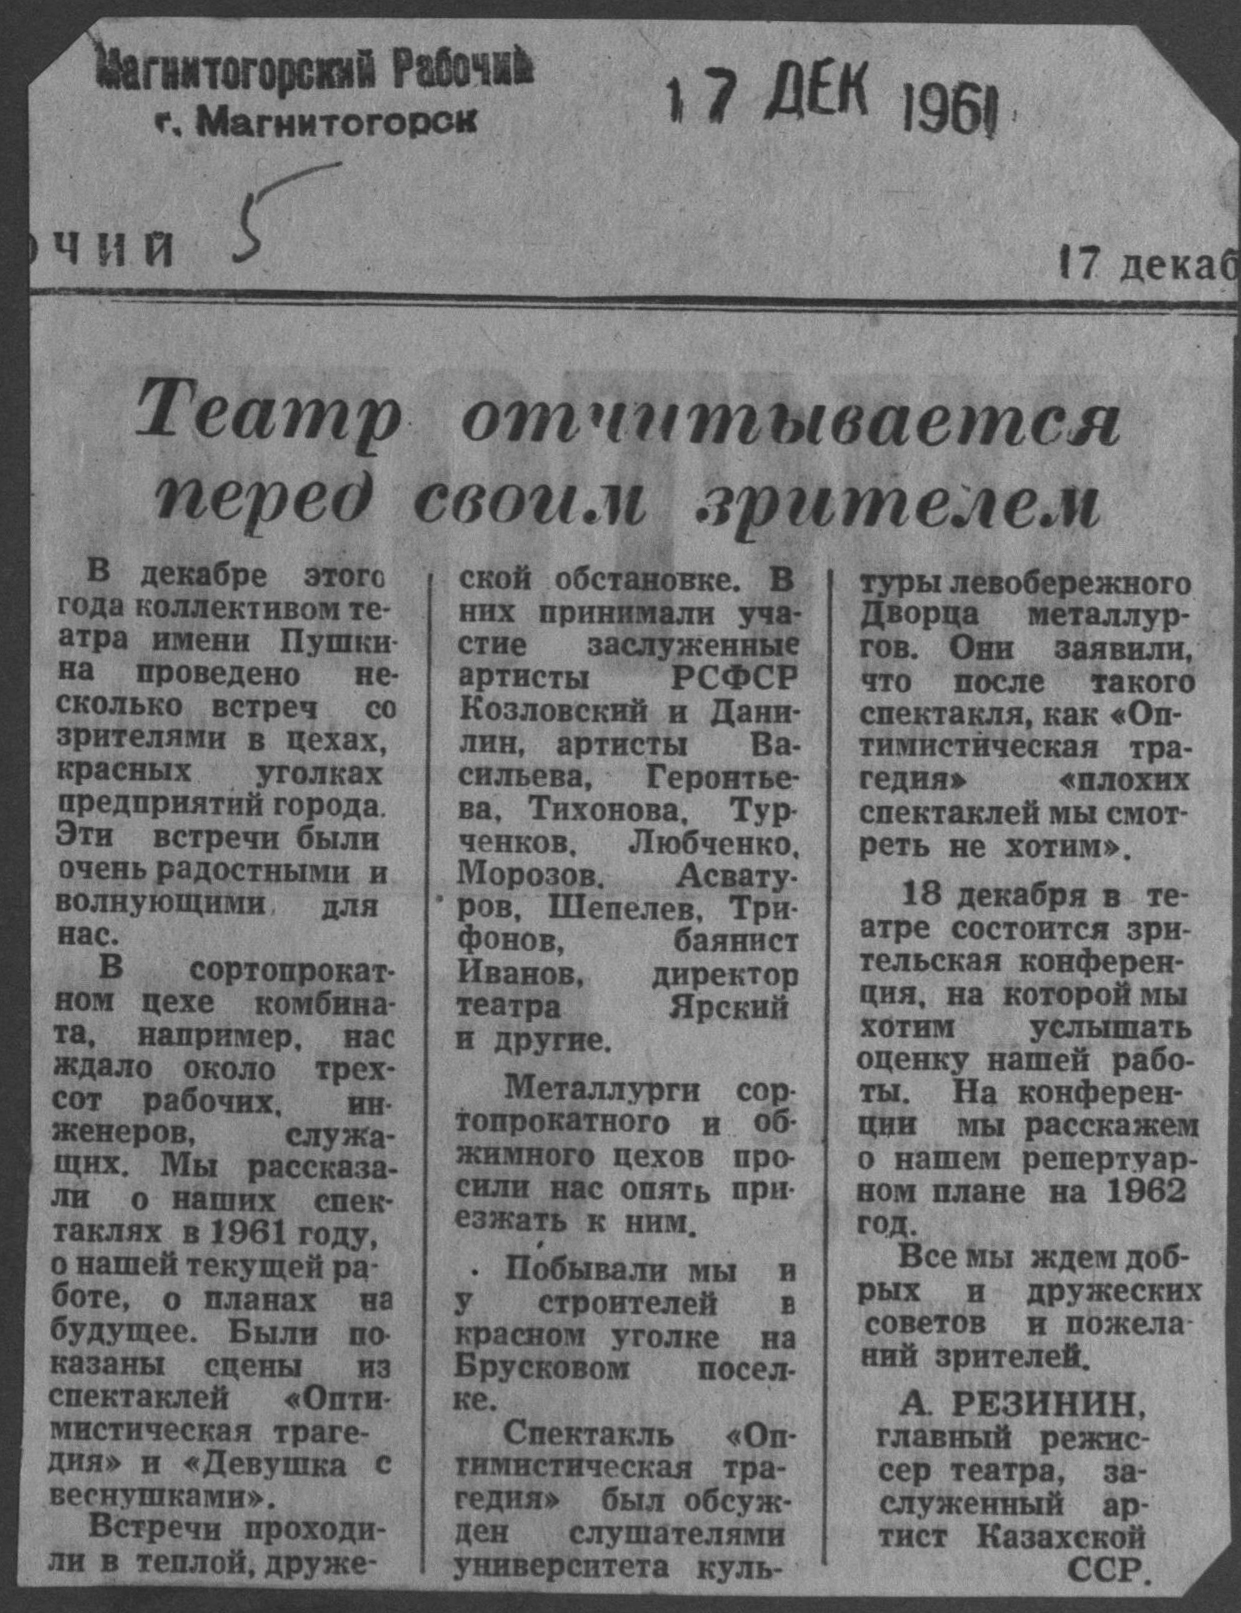 Магнитогорский Рабочий
г. Магнитогорск
17 ДЕК 1961
5
очий
17 декаб
Театр отчитывается
перед своим зрителем
В декабре этого
года коллективом те-
атра имени Пушки-
на проведено не-
сколько встреч со
зрителями в цехах,
красных уголках
предприятий города.
Эти встречи были
очень радостными и
волнующими для
нас.
В сортопрокат-
ном цехе комбина-
та, например, нас
ждало около трех-
сот рабочих, ин-
женеров, служа-
щих. Мы рассказа-
ли о наших спек-
таклях в 1961 году,
о нашей текущей ра-
боте, о планах на
будущее. Были по-
казаны сцены из
спектаклей «Опти-
мистическая траге-
дия» и «Девушка с
веснушками».
Встречи проходи-
ли в теплой, друже-
ской обстановке. В
них принимали уча-
стие заслуженные
артисты РСФСР
Козловский и Дани-
лин, артисты Ва-
сильева, Геронтье-
ва, Тихонова, Тур-
ченков, Любченко,
Морозов, Асвату-
ров, Шепелев, Три-
фонов, баянист
Иванов, директор
театра Ярский
и другие.
Металлурги сор-
топрокатного и об-
жимного цехов про-
сили нас опять при-
езжать к ним.
Побывали мы и
у строителей в
красном уголке на
Брусковом посел-
ке.
Спектакль «Оп-
тимистическая тра-
гедия» был обсуж-
ден слушателями
университета куль-
туры левобережного
Дворца металлур-
гов. Они заявили,
что после такого
спектакля, как «Оп-
тимистическая тра-
гедия» «плохих
спектаклей мы смот-
реть не хотим».
18 декабря в те-
атре состоится зри-
тельская конферен-
ция, на которой мы
хотим услышать
оценку нашей рабо-
ты. На конферен-
ции мы расскажем
о нашем репертуар-
ном плане на 1962
год.
Все мы ждем доб-
рых и дружеских
советов и пожела-
ний зрителей.
А. РЕЗИНИН,
главный режис-
сер театра, за-
служенный ар-
тист Казахской
ССР.